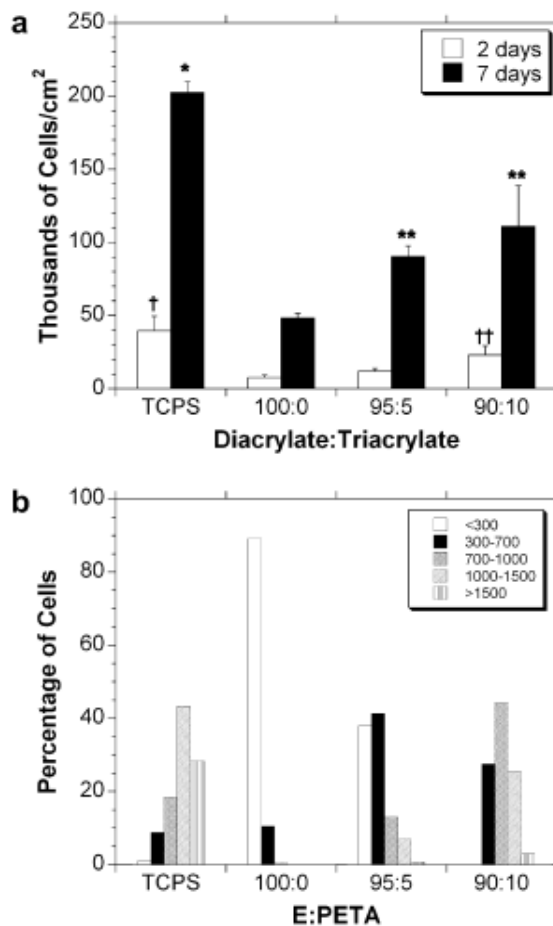 a
250
200
150
100
50
0
Thousands of Cells/cm²
2 days
7 days
*
**
**
†
††
TCPS 100:0 95:5 90:10
Diacrylate:Triacrylate
b
100
80
60
40
20
0
Percentage of Cells
<300
300-700
700-1000
1000-1500
>1500
TCPS 100:0 95:5 90:10
E:PETA